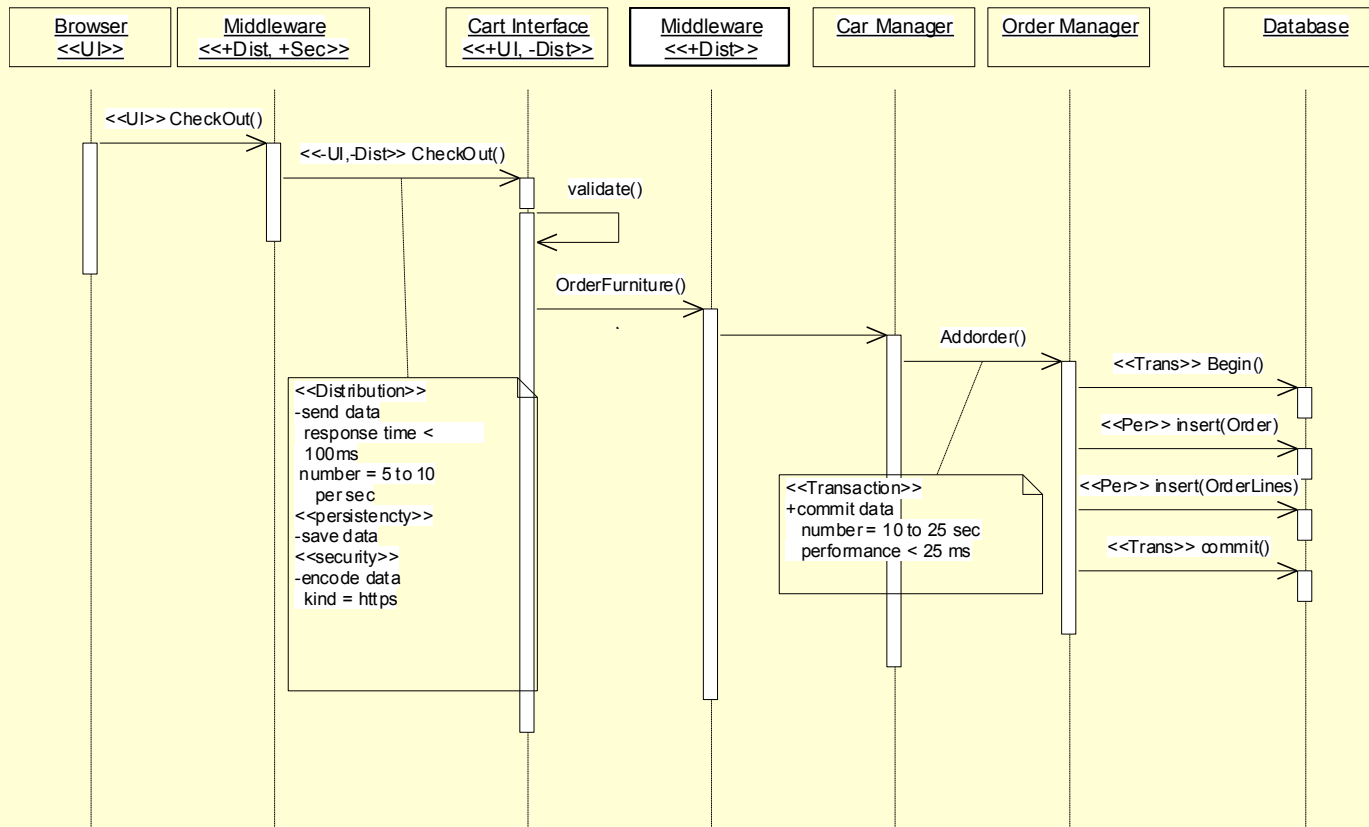 Browser
<<UI>>
Middleware
<<+Dist, +Sec>>
Cart Interface
<<+UI, -Dist>>
Middleware
<<+Dist>>
Car Manager
Order Manager
Database
<<UI>> CheckOut()
<<-UI,-Dist>> CheckOut()
validate()
OrderFurniture()
.
Addorder()
<<Trans>> Begin()
<<Per>> insert(Order)
<<Per>> insert(OrderLines)
<<Trans>> commit()
<<Distribution>>
-send data
response time <
100ms
number = 5 to 10
per sec
<<persistencty>>
-save data
<<security>>
-encode data
kind = https
<<Transaction>>
+commit data
number = 10 to 25 sec
performance < 25 ms